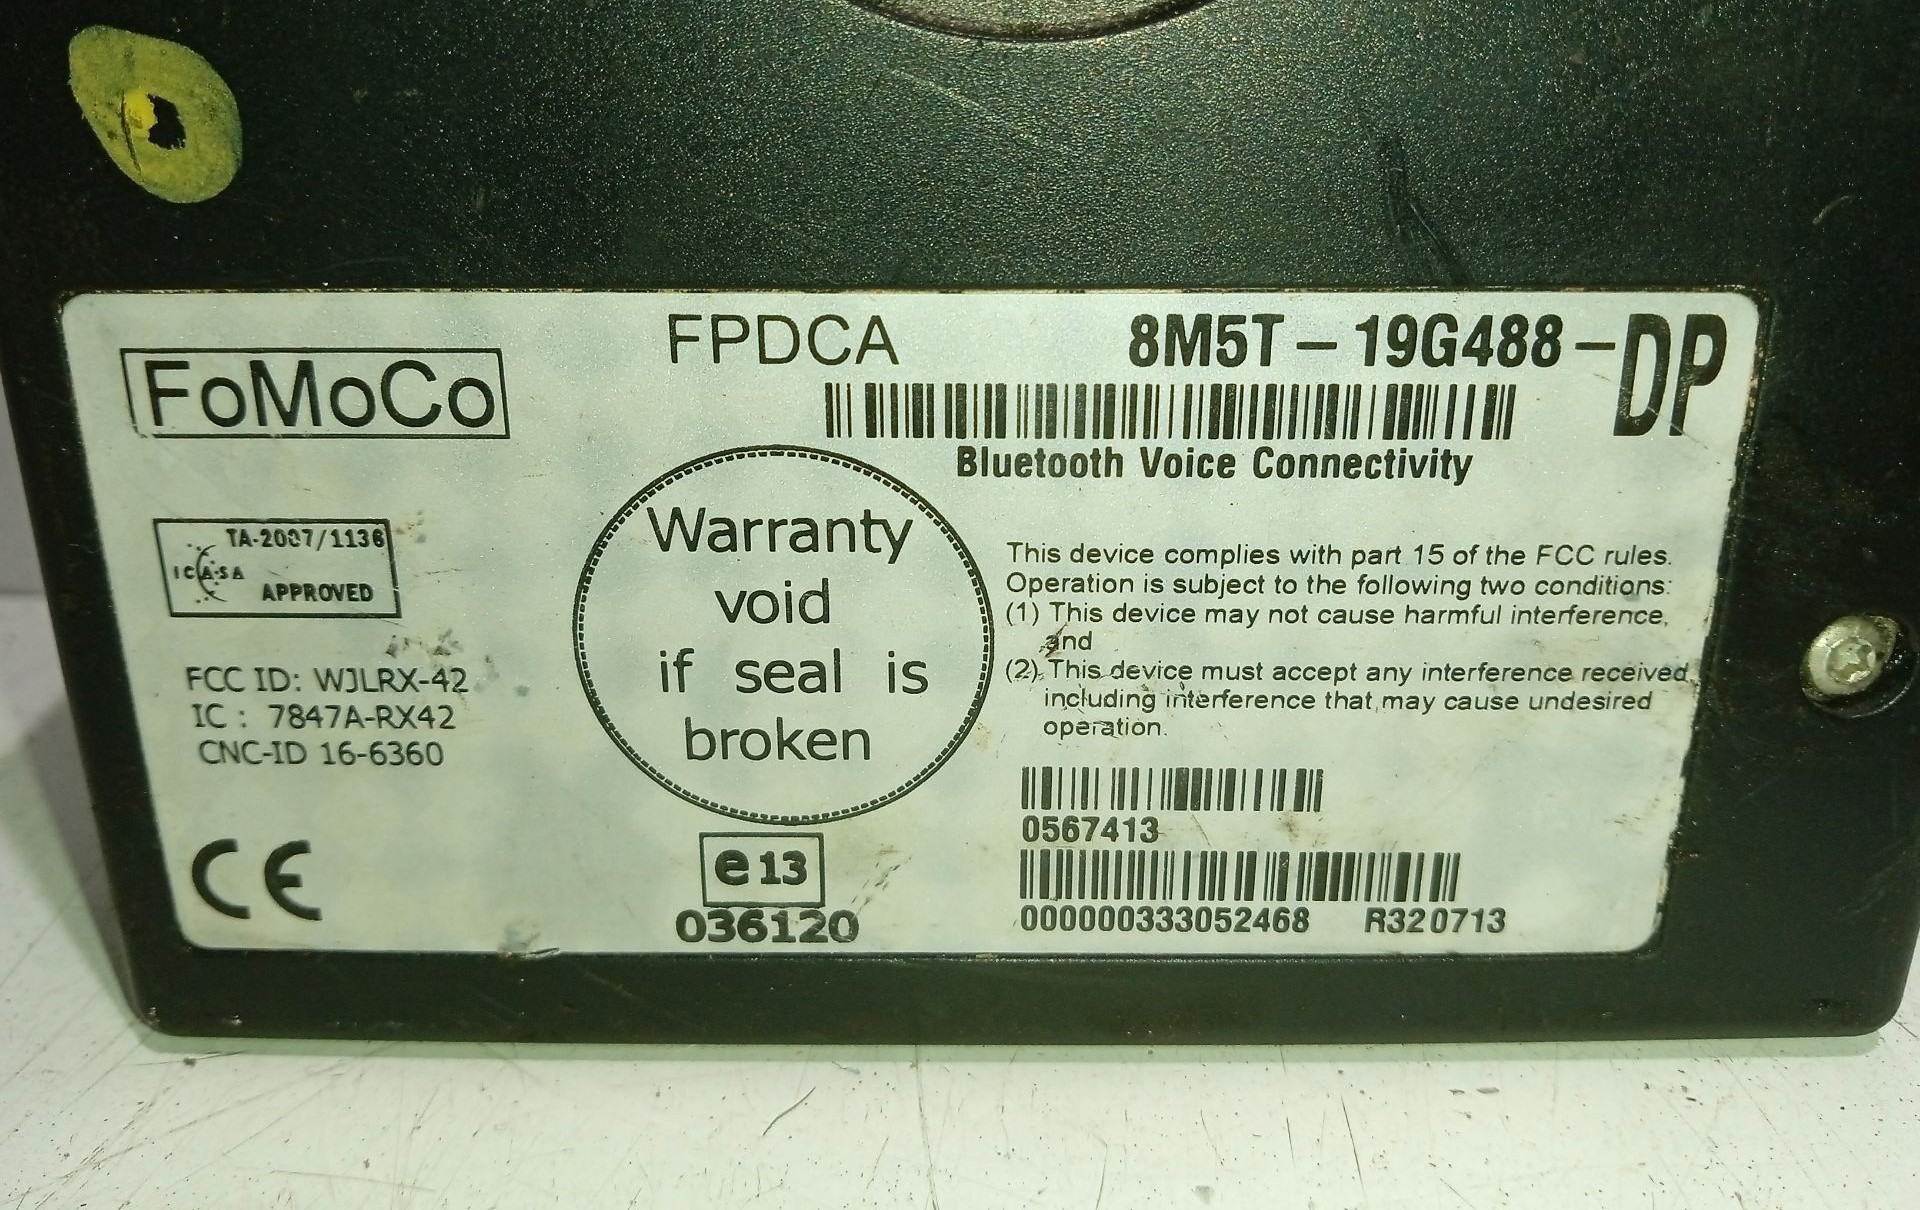 FPDCA 8M5T-19G488-DP
FoMoCo
Bluetooth Voice Connectivity
TA-2007/1136
ICASA
APPROVED
Warranty
void
if seal is
broken
This device complies with part 15 of the FCC rules.
Operation is subject to the following two conditions:
(1) This device may not cause harmful interference,
and
(2) This device must accept any interference received
including interference that may cause undesired
operation.
FCC ID: WJLRX-42
IC : 7847A-RX42
CNC-ID 16-6360
0567413
CE
e13
036120
000000333052468 R320713